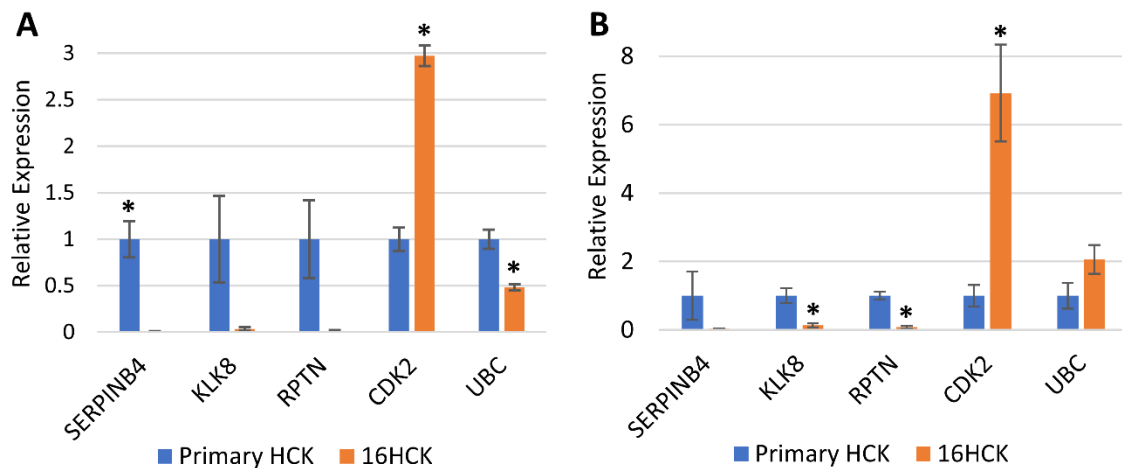 A
Relative Expression
3
2.5
2
1.5
1
0.5
0
*
*
*
SERPINB4
KLK8
RPTN
CDK2
UBC
Primary HCK
16HCK
B
Relative Expression
8
6
4
2
0
*
*
*
SERPINB4
KLK8
RPTN
CDK2
UBC
Primary HCK
16HCK